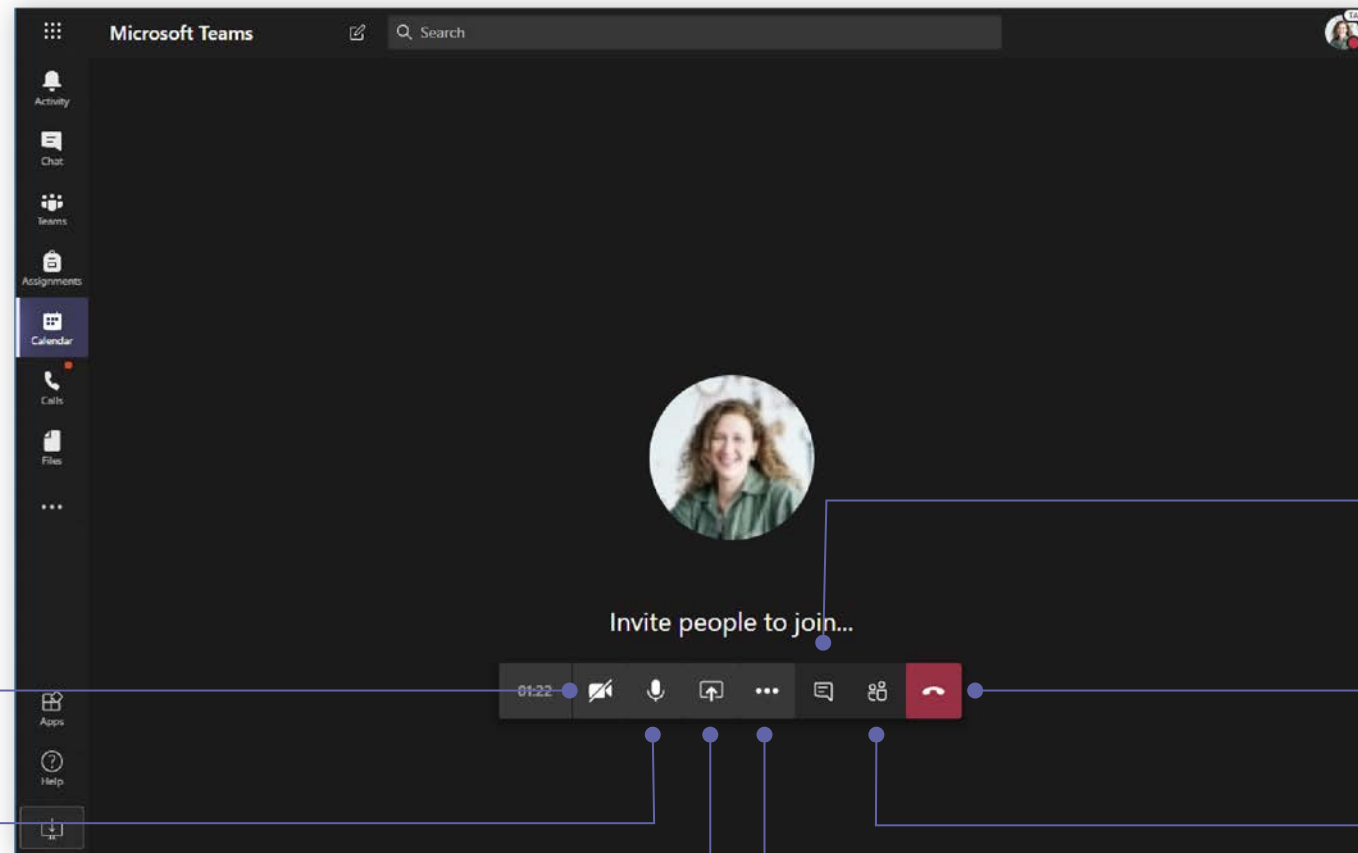 Microsoft Teams
Search
Activity
Chat
Teams
Assignments
Calendar
Calls
Files
Invite people to join...
01:22
Apps
Help